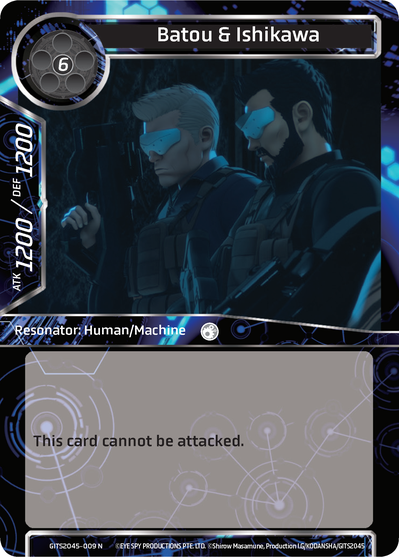 Batou & Ishikawa
6
ATK 1200 / DEF 1200
Resonator: Human/Machine
This card cannot be attacked.
GITS2045-009 N ©EYE SPY PRODUCTIONS PTE. LTD. ©Shirow Masamune, Production I.G/KODANSHA/GITS2045